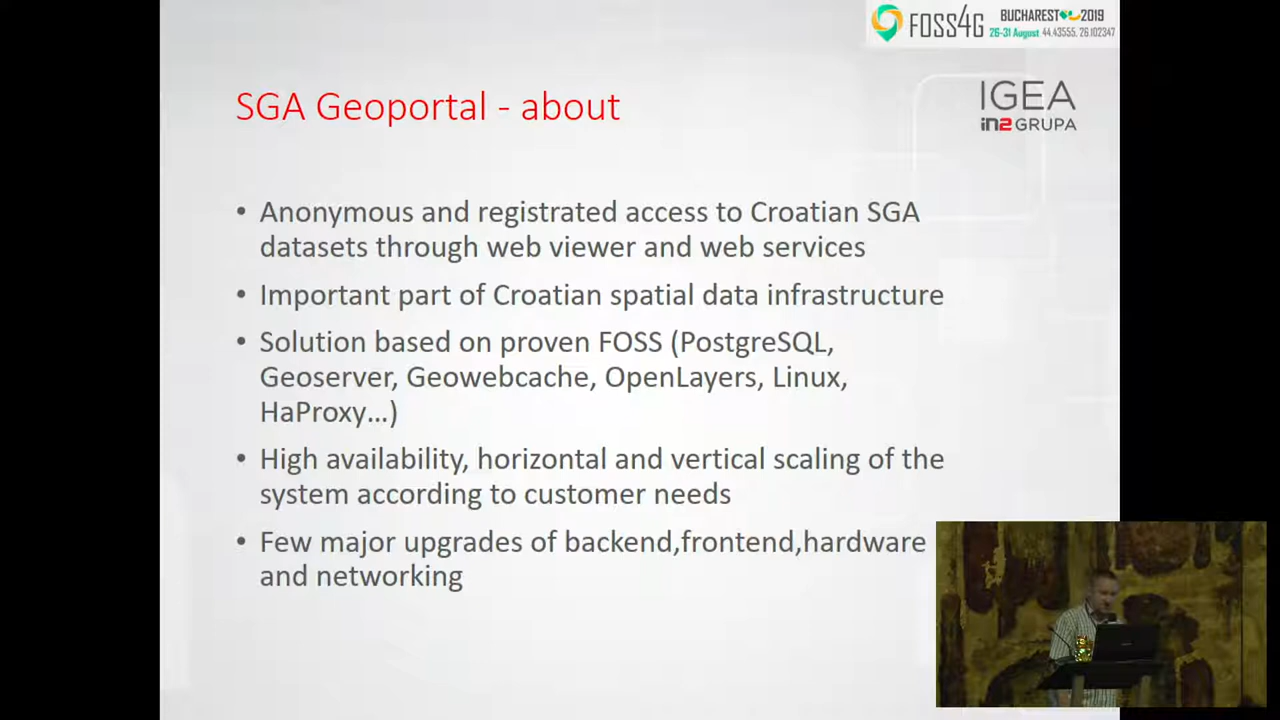 FOSS4G
BUCHAREST 2019
26-31 August 44.43555, 26.102347
SGA Geoportal - about
IGEA
in2 GRUPA
• Anonymous and registrated access to Croatian SGA
datasets through web viewer and web services
• Important part of Croatian spatial data infrastructure
• Solution based on proven FOSS (PostgreSQL,
Geoserver, Geowebcache, OpenLayers, Linux,
HaProxy...)
• High availability, horizontal and vertical scaling of the
system according to customer needs
• Few major upgrades of backend,frontend,hardware
and networking